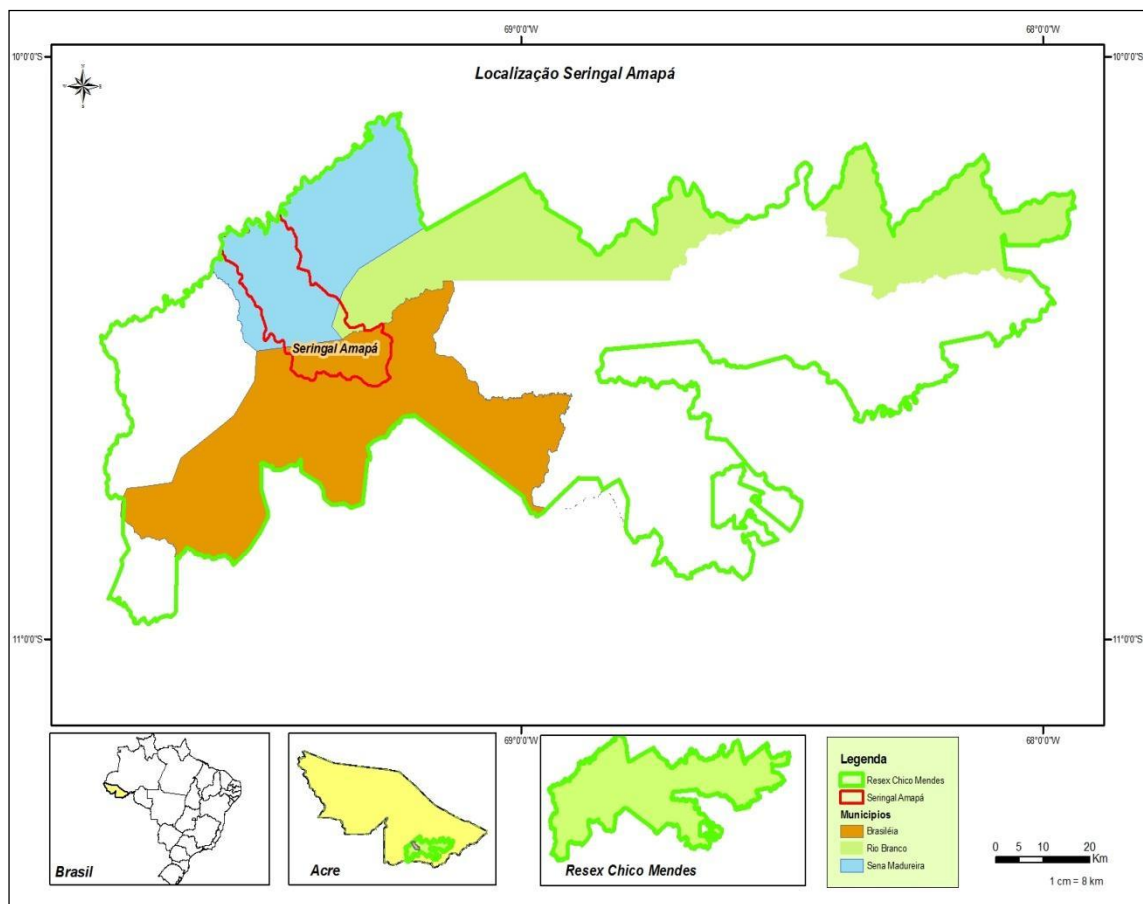 69°0'0"W
68°0'0"W
10°0'0"S
10°0'0"S
Localização Seringal Amapá
Seringal Amapá
11°0'0"S
11°0'0"S
69°0'0"W
68°0'0"W
Brasil
Acre
Resex Chico Mendes
Legenda
Resex Chico Mendes
Seringal Amapá
Municipios
Brasiléia
Rio Branco
Sena Madureira
0 5 10 20
Km
1 cm = 8 km